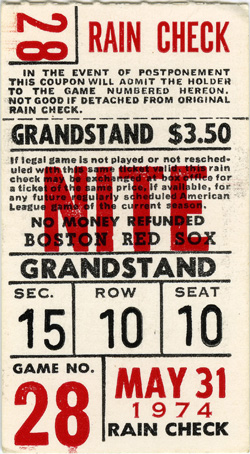 28
RAIN CHECK
IN THE EVENT OF POSTPONEMENT
THIS COUPON WILL ADMIT THE HOLDER
TO THE GAME NUMBERED HEREON.
NOT GOOD IF DETACHED FROM ORIGINAL
RAIN CHECK.
GRANDSTAND $3.50
If legal game is not played or not resched-
uled with this same ticket valid, this rain
check may be exchanged at box office for
a ticket of same price, if available, for
any future regularly scheduled American
League game of the current season.
NITE
NO MONEY REFUNDED
BOSTON RED SOX
GRANDSTAND
SEC. ROW SEAT
15 10 10
GAME NO.
28
MAY 31
1974
RAIN CHECK